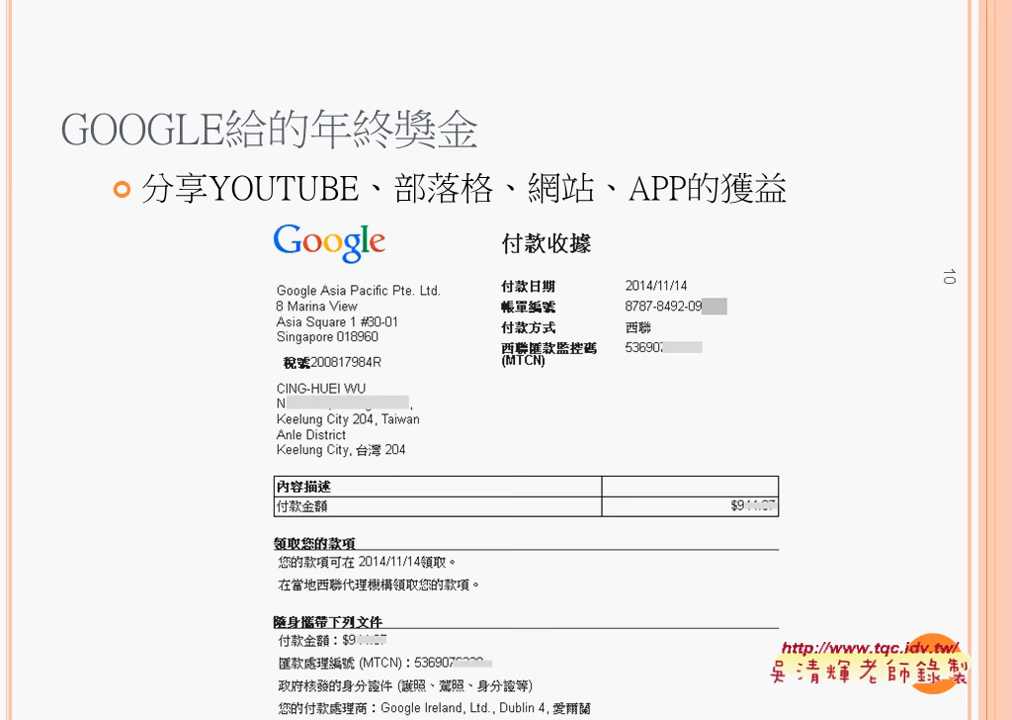 GOOGLE給的年終獎金
分享YOUTUBE、部落格、網站、APP的獲益
Google
付款收據
Google Asia Pacific Pte. Ltd.
8 Marina View
Asia Square 1 #30-01
Singapore 018960
稅號200817984R
付款日期 2014/11/14
帳單編號 8787-8492-09
付款方式 西聯
西聯匯款監控碼 53690
(MTCN)
CING-HUEI WU
N
Keelung City 204, Taiwan
Anle District
Keelung City, 台灣 204
內容描述
付款金額 $9
領取您的款項
您的款項可在 2014/11/14領取。
在當地西聯代理機構領取您的款項。
隨身攜帶下列文件
付款金額：$9
匯款處理編號 (MTCN)：53690
政府核發的身分證件 (護照、駕照、身分證等)
您的付款處理商：Google Ireland, Ltd., Dublin 4, 愛爾蘭
10
http://www.tqc.idv.tw/
吳清輝老師錄製